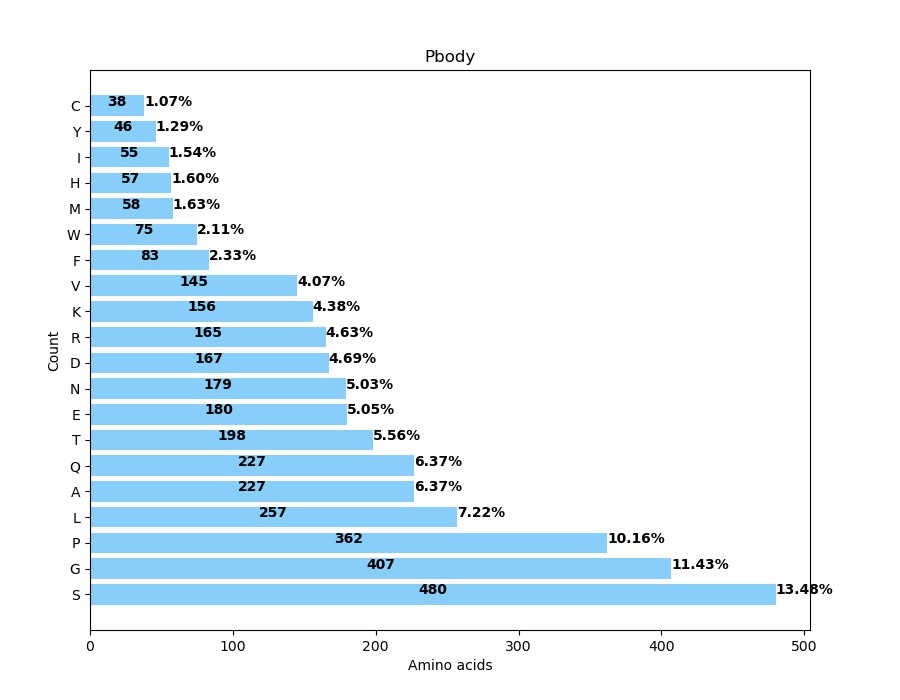 Pbody
C 38 1.07%
Y 46 1.29%
I 55 1.54%
H 57 1.60%
M 58 1.63%
W 75 2.11%
F 83 2.33%
V 145 4.07%
K 156 4.38%
R 165 4.63%
D 167 4.69%
N 179 5.03%
E 180 5.05%
T 198 5.56%
Q 227 6.37%
A 227 6.37%
L 257 7.22%
P 362 10.16%
G 407 11.43%
S 480 13.48%
Count
0 100 200 300 400 500
Amino acids